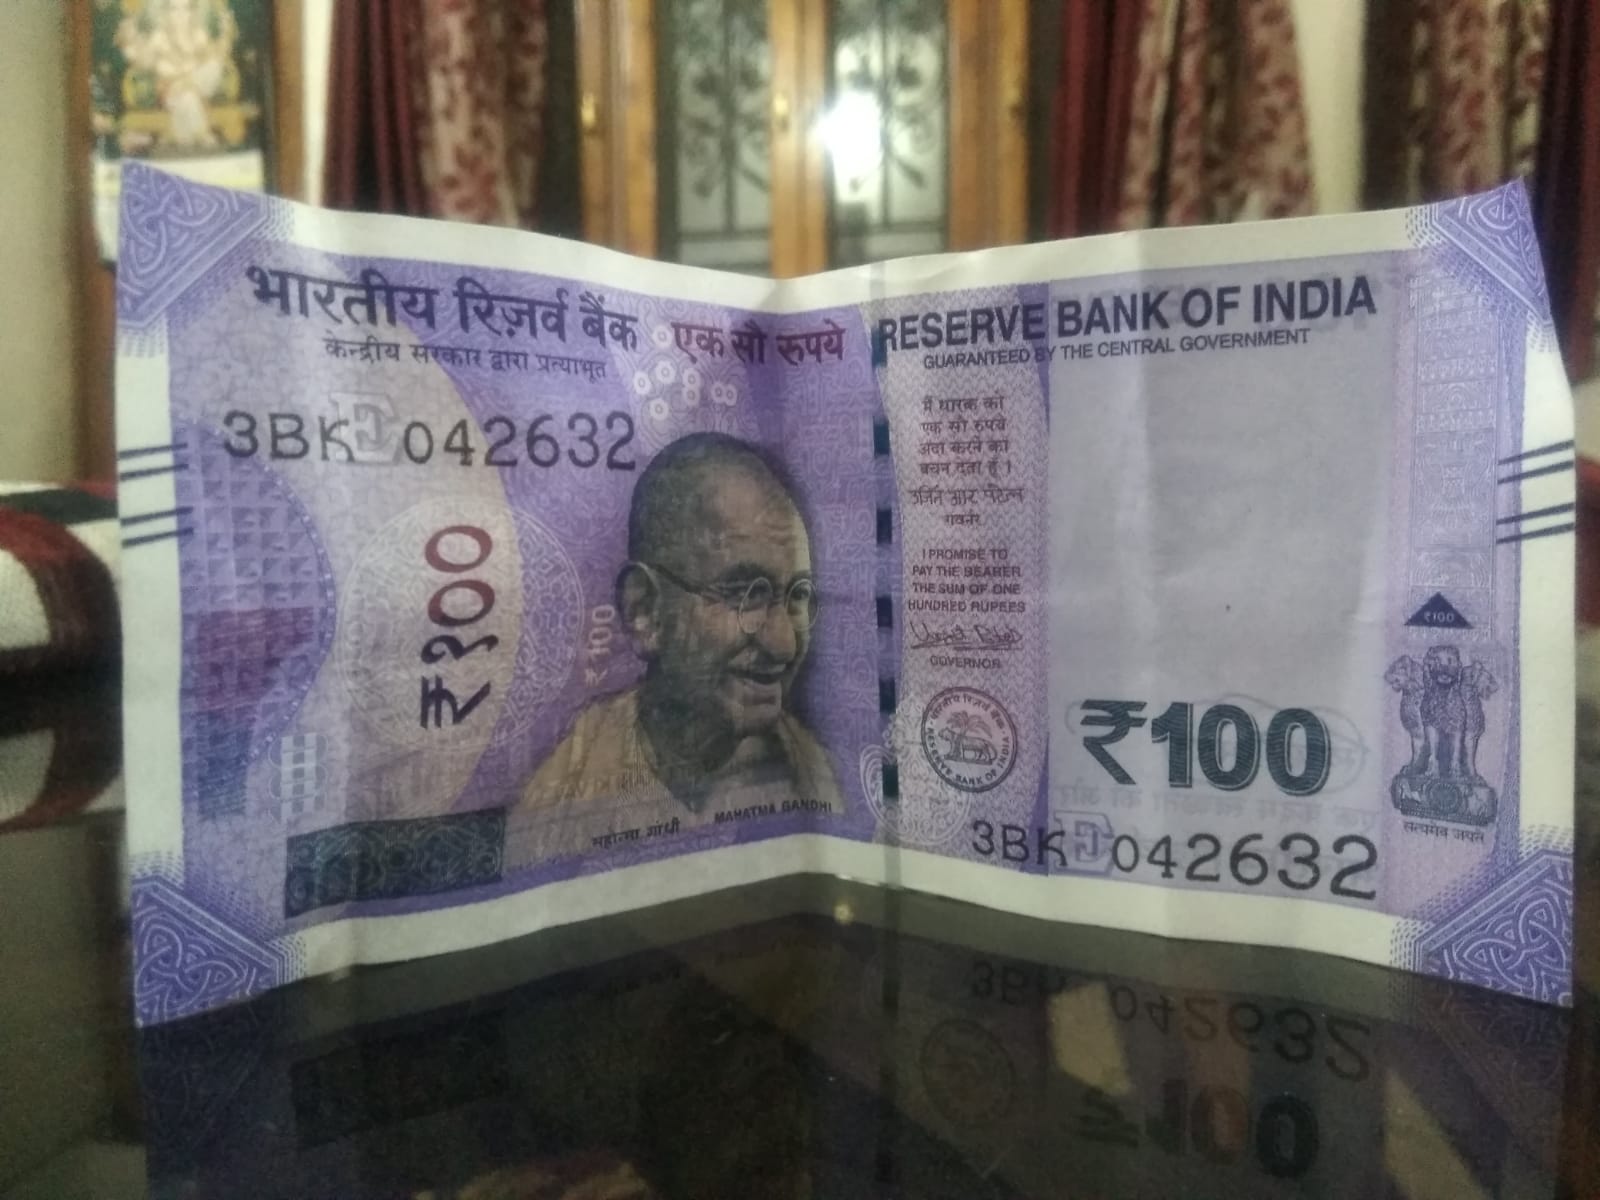 भारतीय रिज़र्व बैंक
केन्द्रीय सरकार द्वारा प्रत्याभूत
एक सौ रुपये
3BK E 042632
₹१००
₹100
महात्मा गांधी
MAHATMA GANDHI
RESERVE BANK OF INDIA
GUARANTEED BY THE CENTRAL GOVERNMENT
मैं धारक को
एक सौ रुपये
अदा करने का
वचन देता हूँ।
उर्जित आर पटेल
गवर्नर
I PROMISE TO
PAY THE BEARER
THE SUM OF ONE
HUNDRED RUPEES
GOVERNOR
भारतीय रिज़र्व बैंक
RESERVE BANK OF INDIA
₹100
₹100
सत्यमेव जयते
3BK E 042632